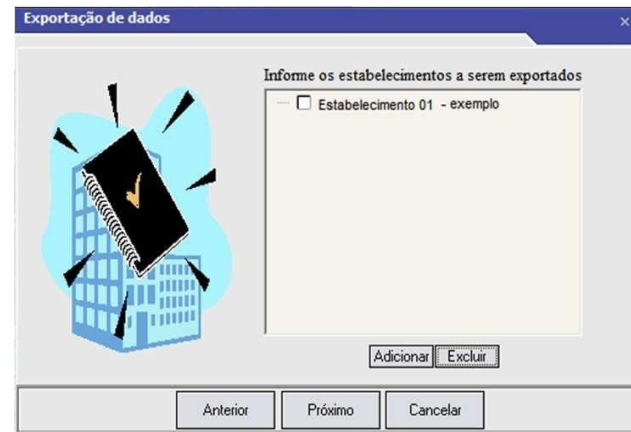 Exportação de dados
Informe os estabelecimentos a serem exportados
Estabelecimento 01 - exemplo
Adicionar Excluir
Anterior Próximo Cancelar